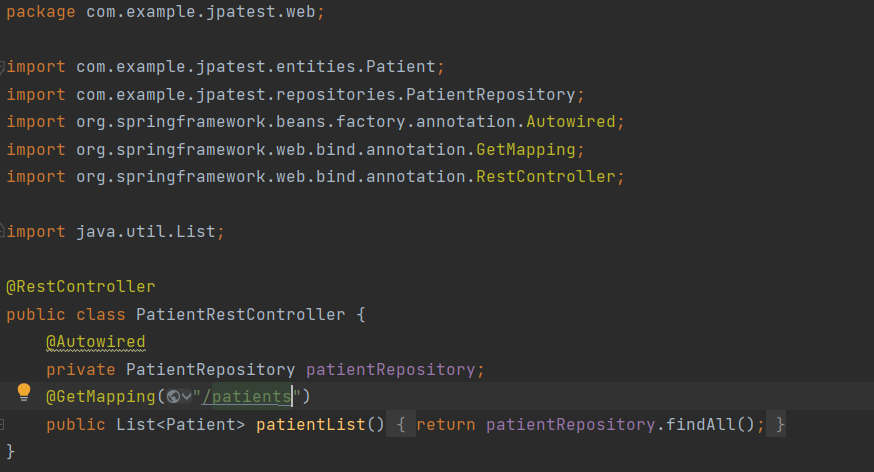 package com.example.jpatest.web;
import com.example.jpatest.entities.Patient;
import com.example.jpatest.repositories.PatientRepository;
import org.springframework.beans.factory.annotation.Autowired;
import org.springframework.web.bind.annotation.GetMapping;
import org.springframework.web.bind.annotation.RestController;
import java.util.List;
@RestController
public class PatientRestController {
@Autowired
private PatientRepository patientRepository;
@GetMapping("/patients")
public List<Patient> patientList() { return patientRepository.findAll(); }
}